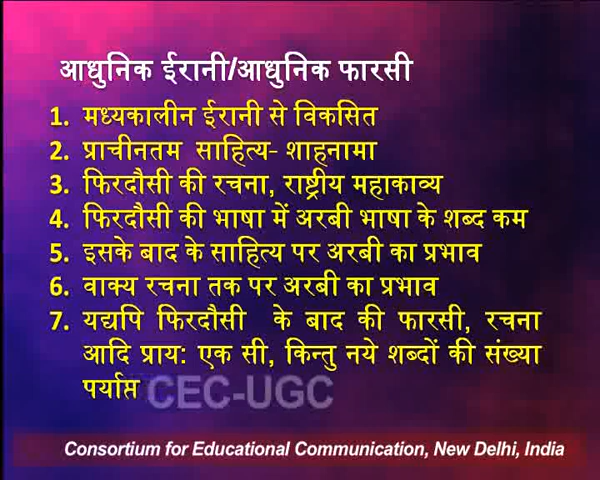 आधुनिक ईरानी/आधुनिक फारसी
1. मध्यकालीन ईरानी से विकसित
2. प्राचीनतम साहित्य- शाहनामा
3. फिरदौसी की रचना, राष्ट्रीय महाकाव्य
4. फिरदौसी की भाषा में अरबी भाषा के शब्द कम
5. इसके बाद के साहित्य पर अरबी का प्रभाव
6. वाक्य रचना तक पर अरबी का प्रभाव
7. यद्यपि फिरदौसी के बाद की फारसी, रचना
आदि प्राय: एक सी, किन्तु नये शब्दों की संख्या
पर्याप्त
CEC-UGC
Consortium for Educational Communication, New Delhi, India